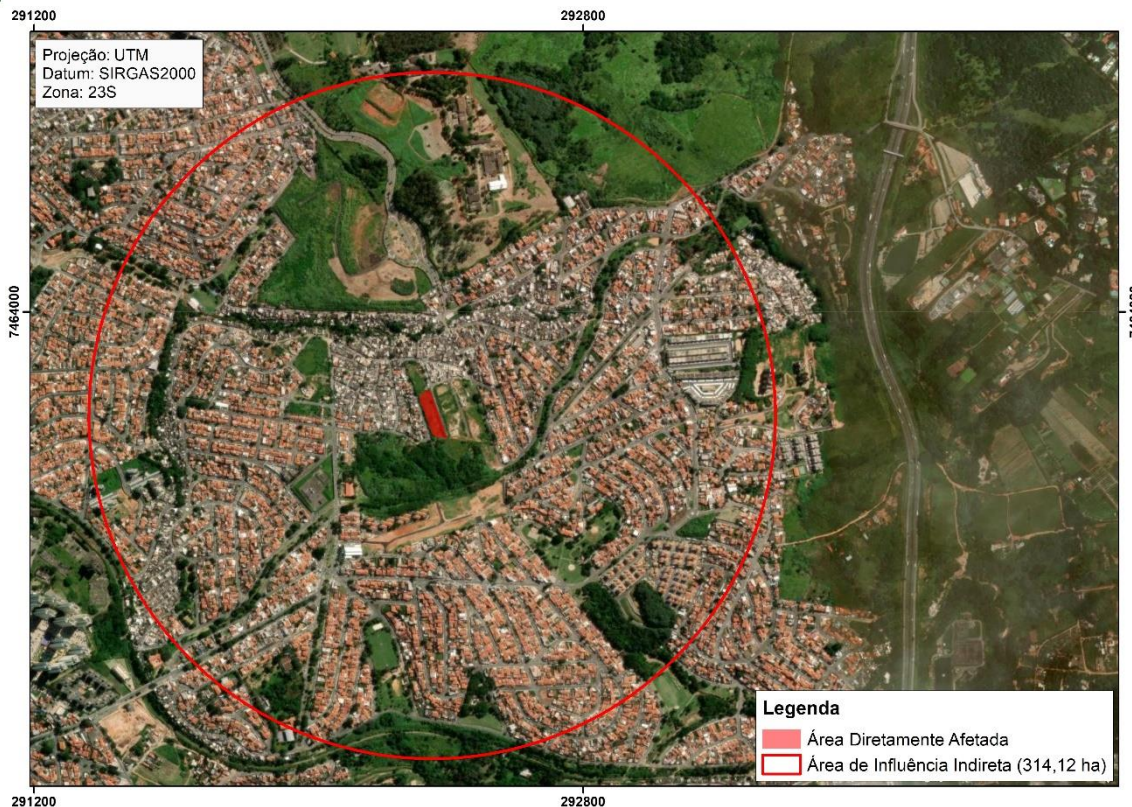 291200
292800
Projeção: UTM
Datum: SIRGAS2000
Zona: 23S
7464000
Legenda
Área Diretamente Afetada
Área de Influência Indireta (314,12 ha)
291200
292800